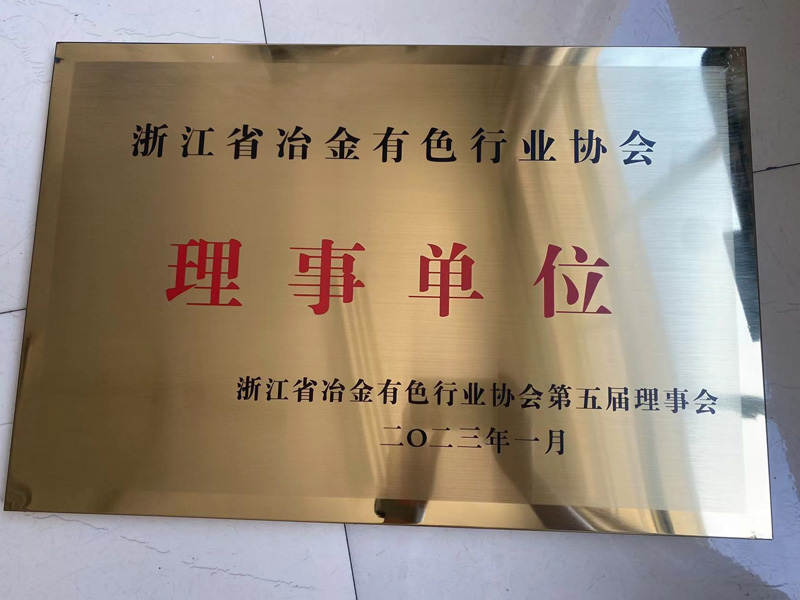 浙江省冶金有色行业协会
理事单位
浙江省冶金有色行业协会第五届理事会
二〇二三年一月